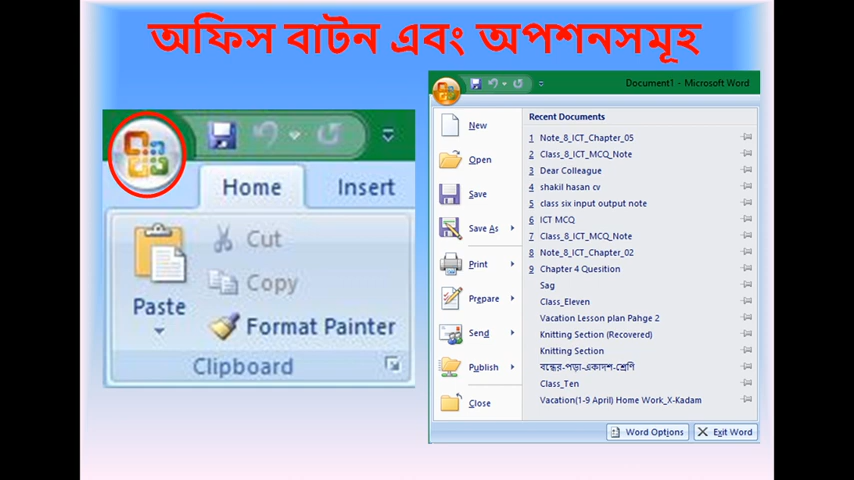 অফিস বাটন এবং অপশনসমূহ
Home Insert
Cut
Copy
Paste
Format Painter
Clipboard
Document1 - Microsoft Word
New
Open
Save
Save As
Print
Prepare
Send
Publish
Close
Recent Documents
1 Note_8_ICT_Chapter_05
2 Class_8_ICT_MCQ_Note
3 Dear Colleague
4 shakil hasan cv
5 class six input output note
6 ICT MCQ
7 Class_8_ICT_MCQ_Note
8 Note_8_ICT_Chapter_02
9 Chapter 4 Quesition
Sag
Class_Eleven
Vacation Lesson plan Pahge 2
Knitting Section (Recovered)
Knitting Section
বন্ধের-পড়া-একাদশ-শ্রেণি
Class_Ten
Vacation(1-9 April) Home Work_X-Kadam
Word Options Exit Word